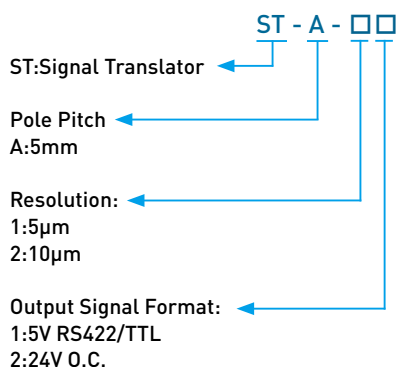 ST - A - □□
ST:Signal Translator
Pole Pitch
A:5mm
Resolution:
1:5μm
2:10μm
Output Signal Format:
1:5V RS422/TTL
2:24V O.C.